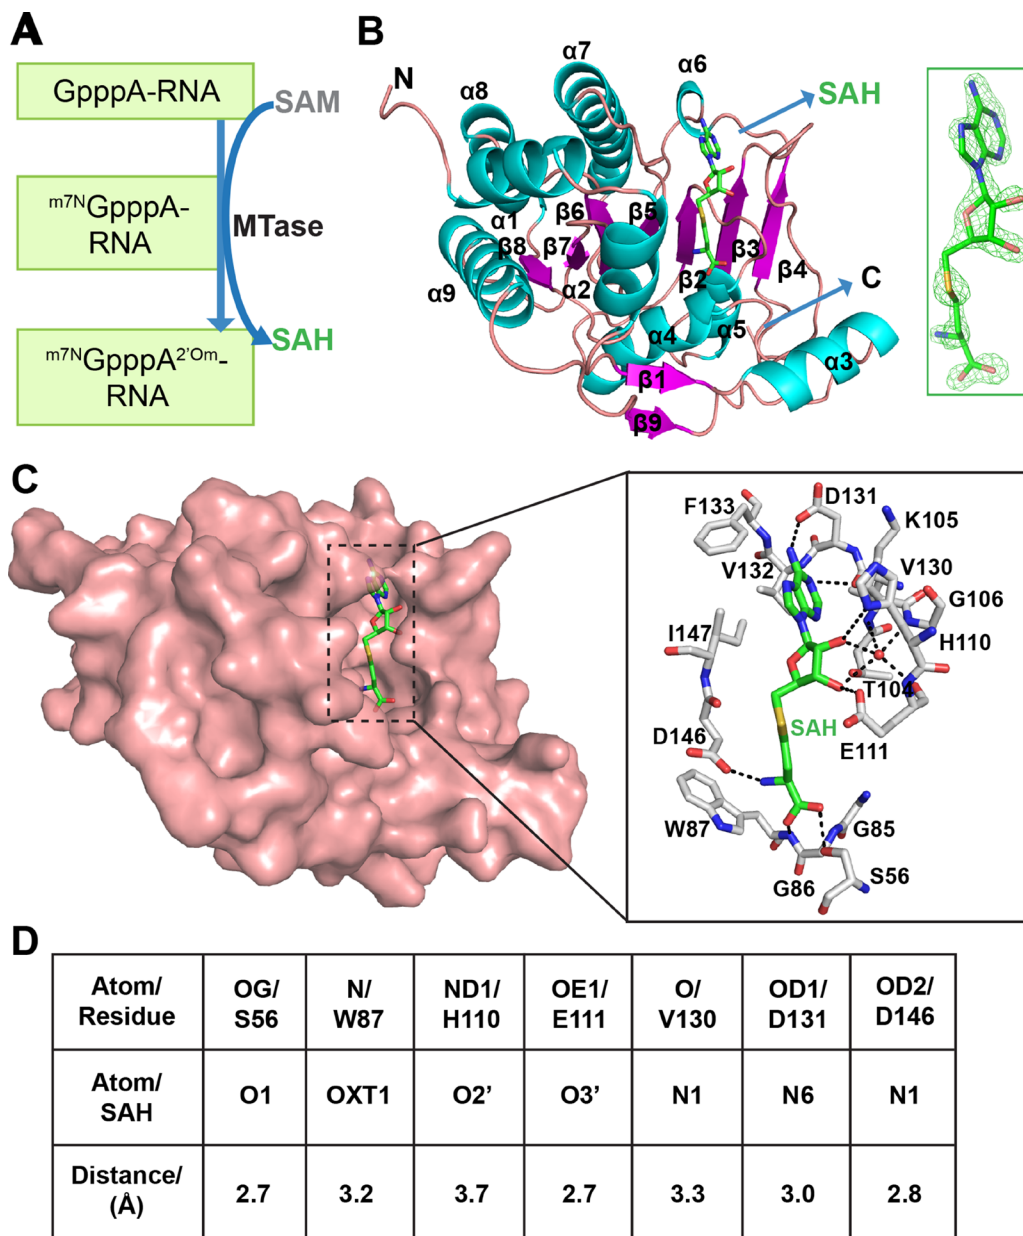 A
GpppA-RNA
SAM
m7NGpppA-
RNA
MTase
SAH
m7NGpppA2'Om-
RNA
B
N
α7
α6
SAH
α8
α1
β6
β5
β8
β7
β3
α9
α2
β2
β4
C
α4
α5
α3
β1
β9
C
F133
D131
K105
V132
V130
G106
I147
H110
T104
SAH
D146
E111
W87
G85
G86
S56
D
Atom/
Residue
OG/
S56
N/
W87
ND1/
H110
OE1/
E111
O/
V130
OD1/
D131
OD2/
D146
Atom/
SAH
O1
OXT1
O2'
O3'
N1
N6
N1
Distance/
(Å)
2.7
3.2
3.7
2.7
3.3
3.0
2.8